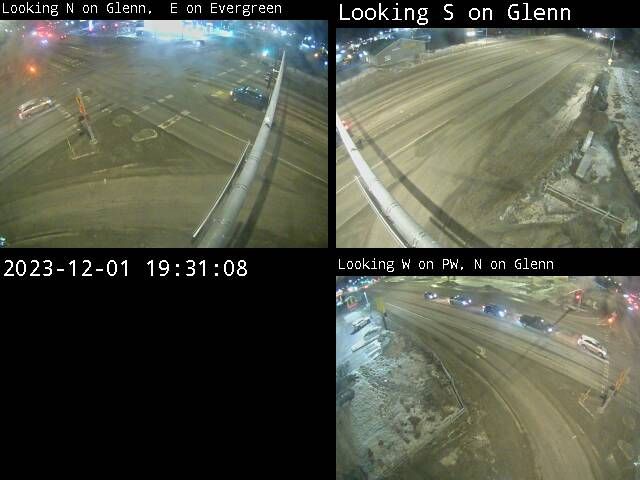 Looking N on Glenn,  E on Evergreen
Looking S on Glenn
2023-12-01 19:31:08
Looking W on PW, N on Glenn